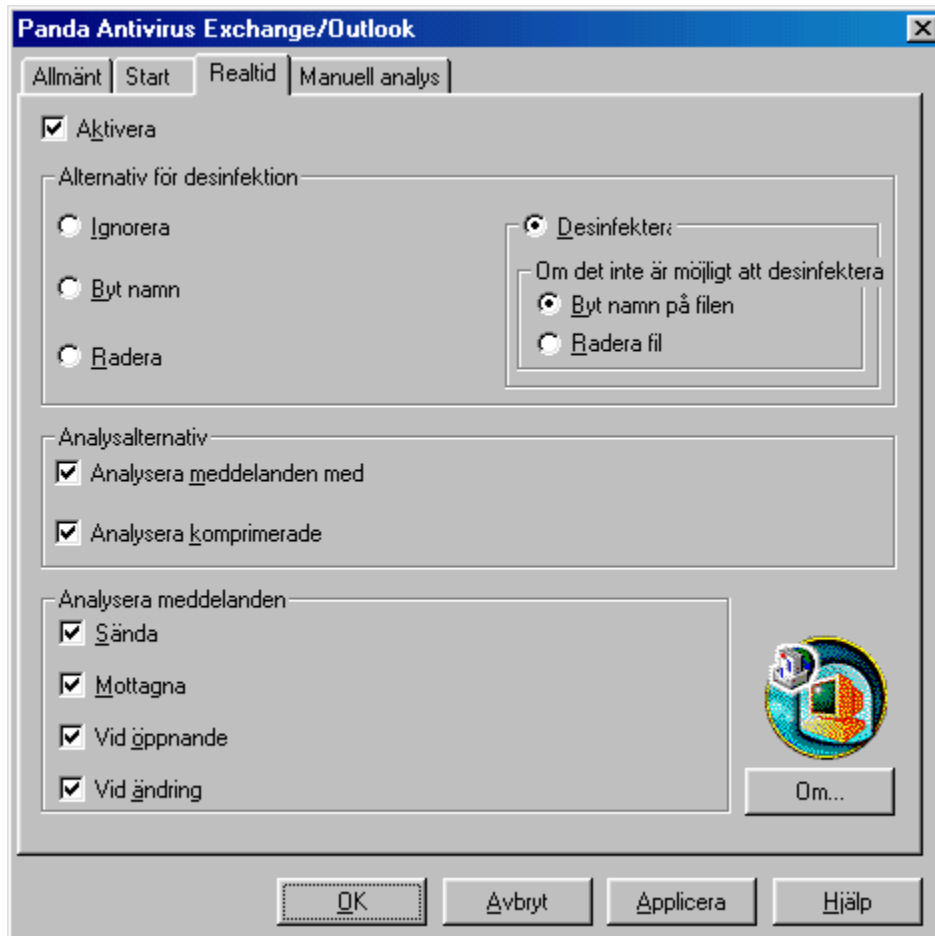 Panda Antivirus Exchange/Outlook
Allmänt Start Realtid Manuell analys
Aktivera
Alternativ för desinfektion
Ignorera
Byt namn
Radera
Desinfektera
Om det inte är möjligt att desinfektera
Byt namn på filen
Radera fil
Analysalternativ
Analysera meddelanden med
Analysera komprimerade
Analysera meddelanden
Sända
Mottagna
Vid öppnande
Vid ändring
Om...
OK Avbryt Applicera Hjälp